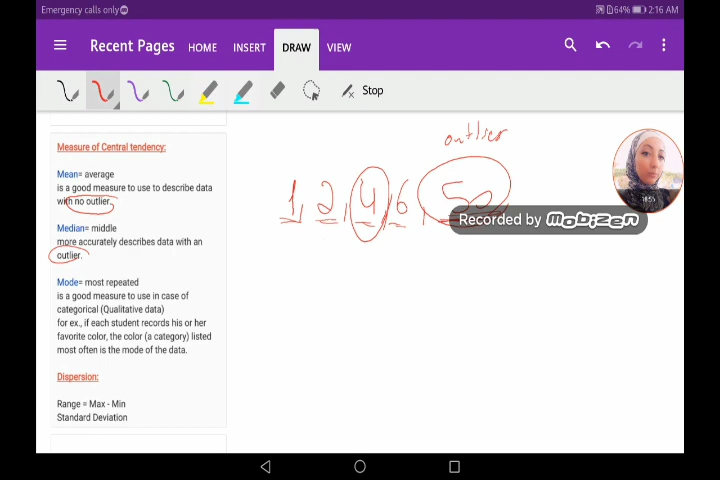 Emergency calls only
64% 2:16 AM
Recent Pages HOME INSERT DRAW VIEW
Stop
Measure of Central tendency:
Mean= average
is a good measure to use to describe data
with no outlier.
Median= middle
more accurately describes data with an
outlier.
Mode= most repeated
is a good measure to use in case of
categorical (Qualitative data)
for ex., if each student records his or her
favorite color, the color (a category) listed
most often is the mode of the data.
Dispersion:
Range = Max - Min
Standard Deviation
outlier
1, 2, 4, 6, 50
Recorded by mobizen